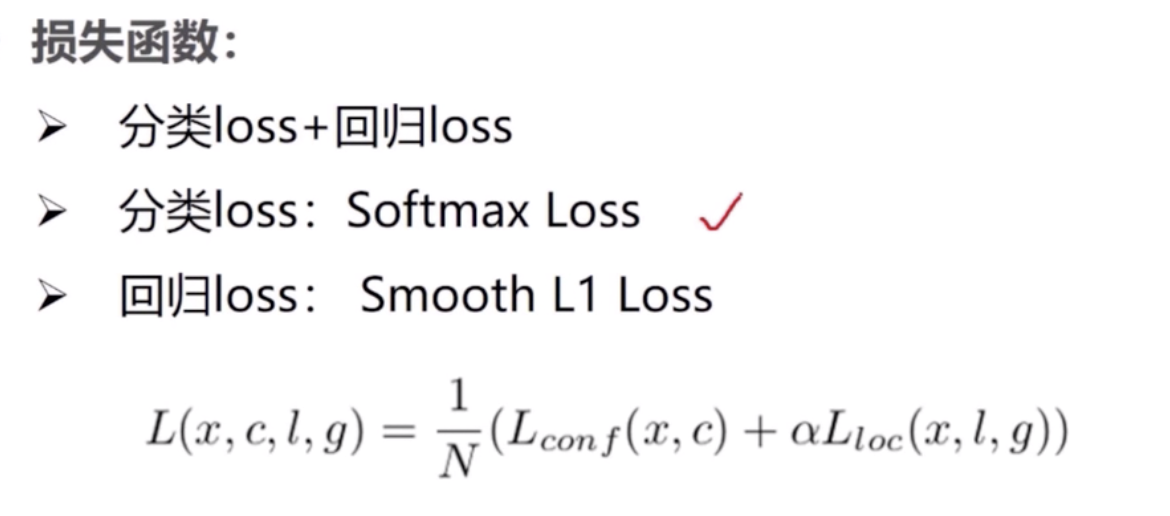 损失函数：
➢ 分类loss+回归loss
➢ 分类loss：Softmax Loss
➢ 回归loss： Smooth L1 Loss
L(x, c, l, g) = \frac{1}{N}(L_{conf}(x, c) + αL_{loc}(x, l, g))